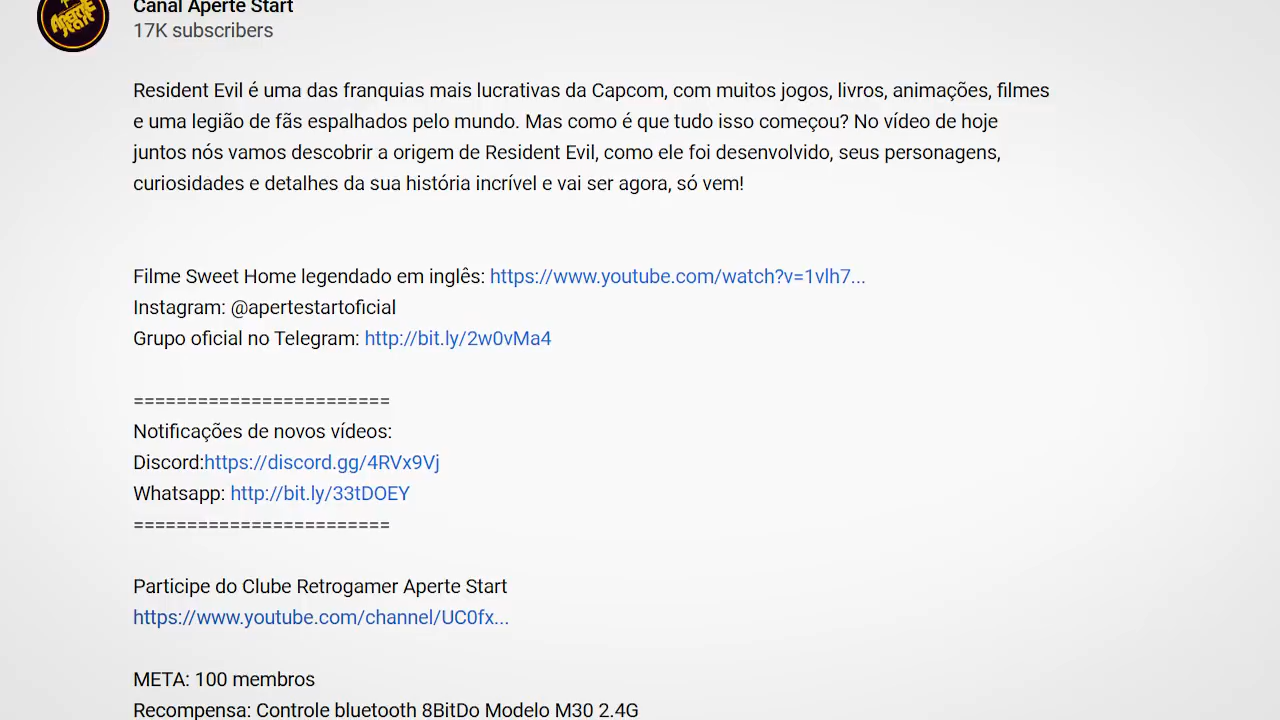 Canal Aperte Start
17K subscribers
Resident Evil é uma das franquias mais lucrativas da Capcom, com muitos jogos, livros, animações, filmes
e uma legião de fãs espalhados pelo mundo. Mas como é que tudo isso começou? No vídeo de hoje
juntos nós vamos descobrir a origem de Resident Evil, como ele foi desenvolvido, seus personagens,
curiosidades e detalhes da sua história incrível e vai ser agora, só vem!
Filme Sweet Home legendado em inglês: https://www.youtube.com/watch?v=1vlh7...
Instagram: @apertestartoficial
Grupo oficial no Telegram: http://bit.ly/2w0vMa4
========================
Notificações de novos vídeos:
Discord:https://discord.gg/4RVx9Vj
Whatsapp: http://bit.ly/33tDOEY
========================
Participe do Clube Retrogamer Aperte Start
https://www.youtube.com/channel/UC0fx...
META: 100 membros
Recompensa: Controle bluetooth 8BitDo Modelo M30 2.4G